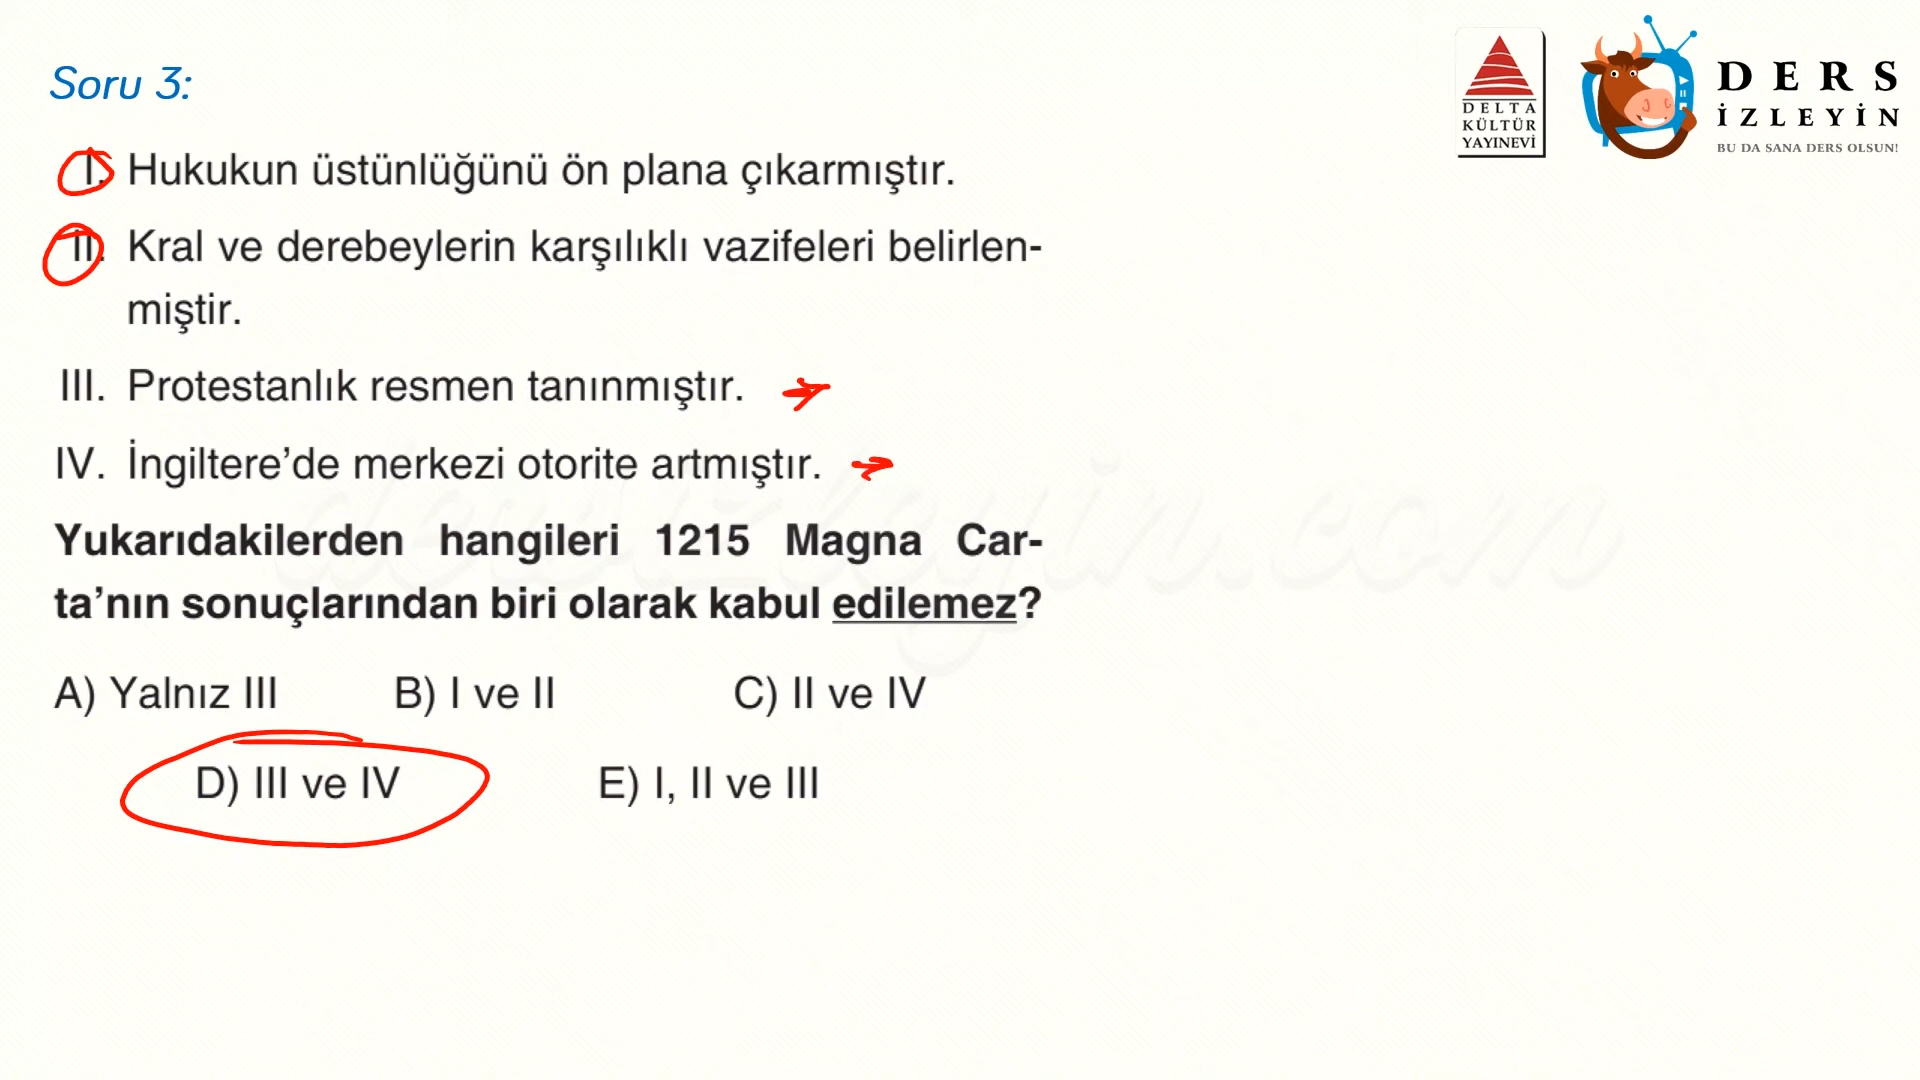 Soru 3:
DELTA
KÜLTÜR
YAYINEVİ
DERS
İZLEYİN
BU DA SANA DERS OLSUN!
I. Hukukun üstünlüğünü ön plana çıkarmıştır.
II. Kral ve derebeylerin karşılıklı vazifeleri belirlen-
miştir.
III. Protestanlık resmen tanınmıştır.
IV. İngiltere’de merkezi otorite artmıştır.
Yukarıdakilerden hangileri 1215 Magna Car-
ta’nın sonuçlarından biri olarak kabul edilemez?
A) Yalnız III B) I ve II C) II ve IV
D) III ve IV E) I, II ve III
dersizleyin.com